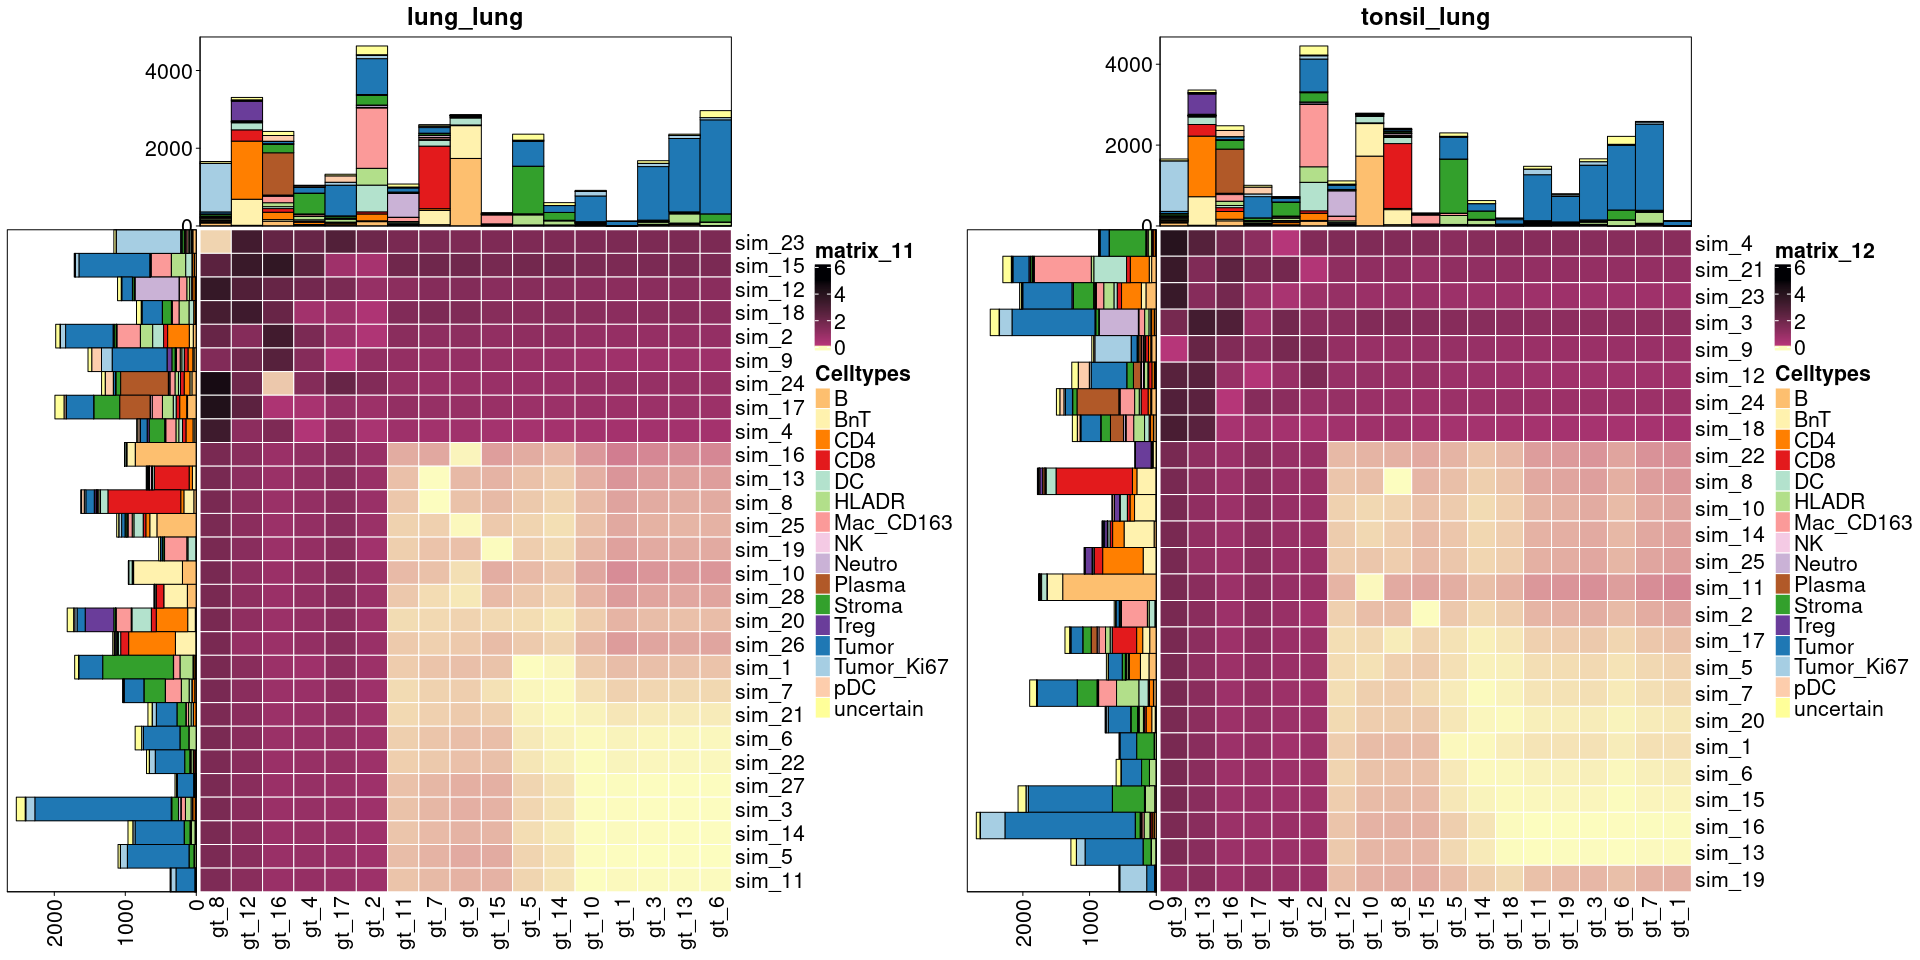 lung_lung
4000
2000
0
sim_23
sim_15
sim_12
sim_18
sim_2
sim_9
sim_24
sim_17
sim_4
sim_16
sim_13
sim_8
sim_25
sim_19
sim_10
sim_28
sim_20
sim_26
sim_1
sim_7
sim_21
sim_6
sim_22
sim_27
sim_3
sim_14
sim_5
sim_11
2000
1000
0
gt_8
gt_12
gt_16
gt_4
gt_17
gt_2
gt_11
gt_7
gt_9
gt_15
gt_5
gt_14
gt_10
gt_1
gt_3
gt_13
gt_6
matrix_11
6
4
2
0
Celltypes
B
BnT
CD4
CD8
DC
HLADR
Mac_CD163
NK
Neutro
Plasma
Stroma
Treg
Tumor
Tumor_Ki67
pDC
uncertain
tonsil_lung
4000
2000
0
sim_4
sim_21
sim_23
sim_3
sim_9
sim_12
sim_24
sim_18
sim_22
sim_8
sim_10
sim_14
sim_25
sim_11
sim_2
sim_17
sim_5
sim_7
sim_20
sim_1
sim_6
sim_15
sim_16
sim_13
sim_19
2000
1000
0
gt_9
gt_13
gt_16
gt_17
gt_4
gt_2
gt_12
gt_10
gt_8
gt_15
gt_5
gt_14
gt_18
gt_11
gt_19
gt_3
gt_6
gt_7
gt_1
matrix_12
6
4
2
0
Celltypes
B
BnT
CD4
CD8
DC
HLADR
Mac_CD163
NK
Neutro
Plasma
Stroma
Treg
Tumor
Tumor_Ki67
pDC
uncertain